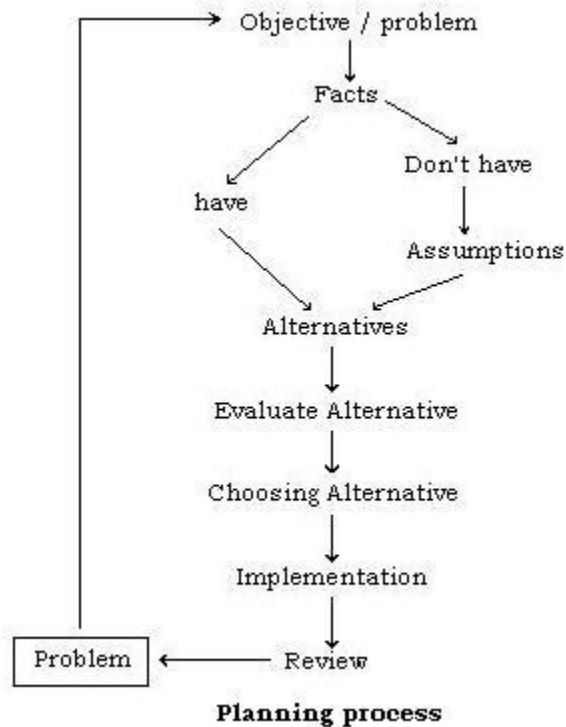 Objective / problem
Facts
Don't have
have
Assumptions
Alternatives
Evaluate Alternative
Choosing Alternative
Implementation
Problem
Review
Planning process